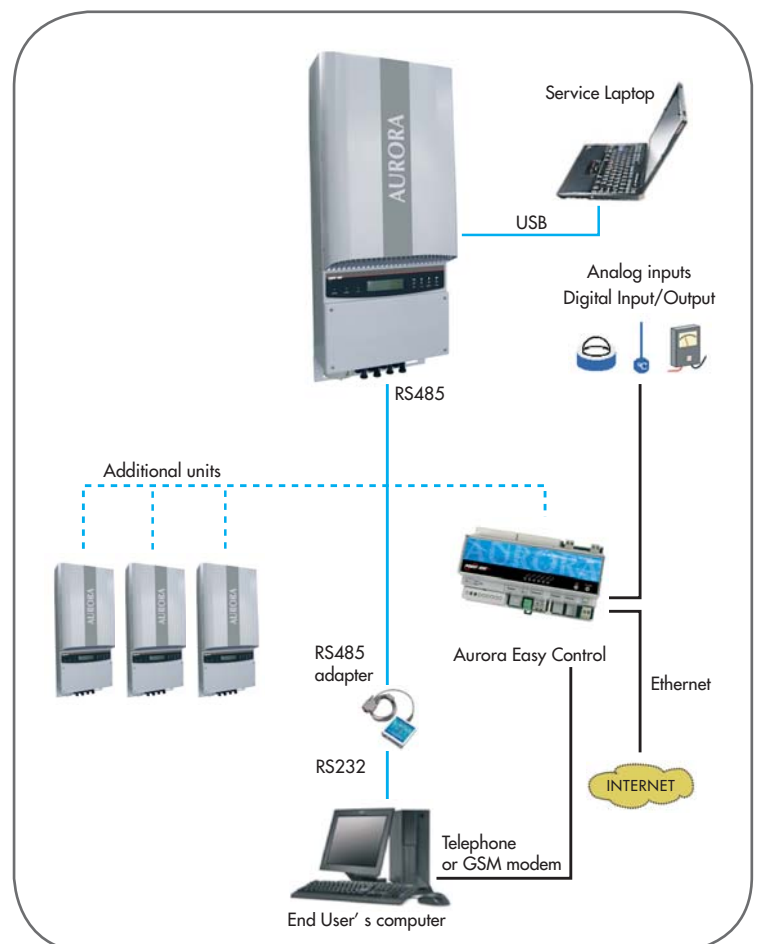 AURORA
Service Laptop
USB
Analog inputs
Digital Input/Output
°C
RS485
Additional units
AURORA
AURORA
AURORA
AURORA
Aurora Easy Control
RS485
adapter
Ethernet
RS232
INTERNET
Telephone
or GSM modem
End User' s computer